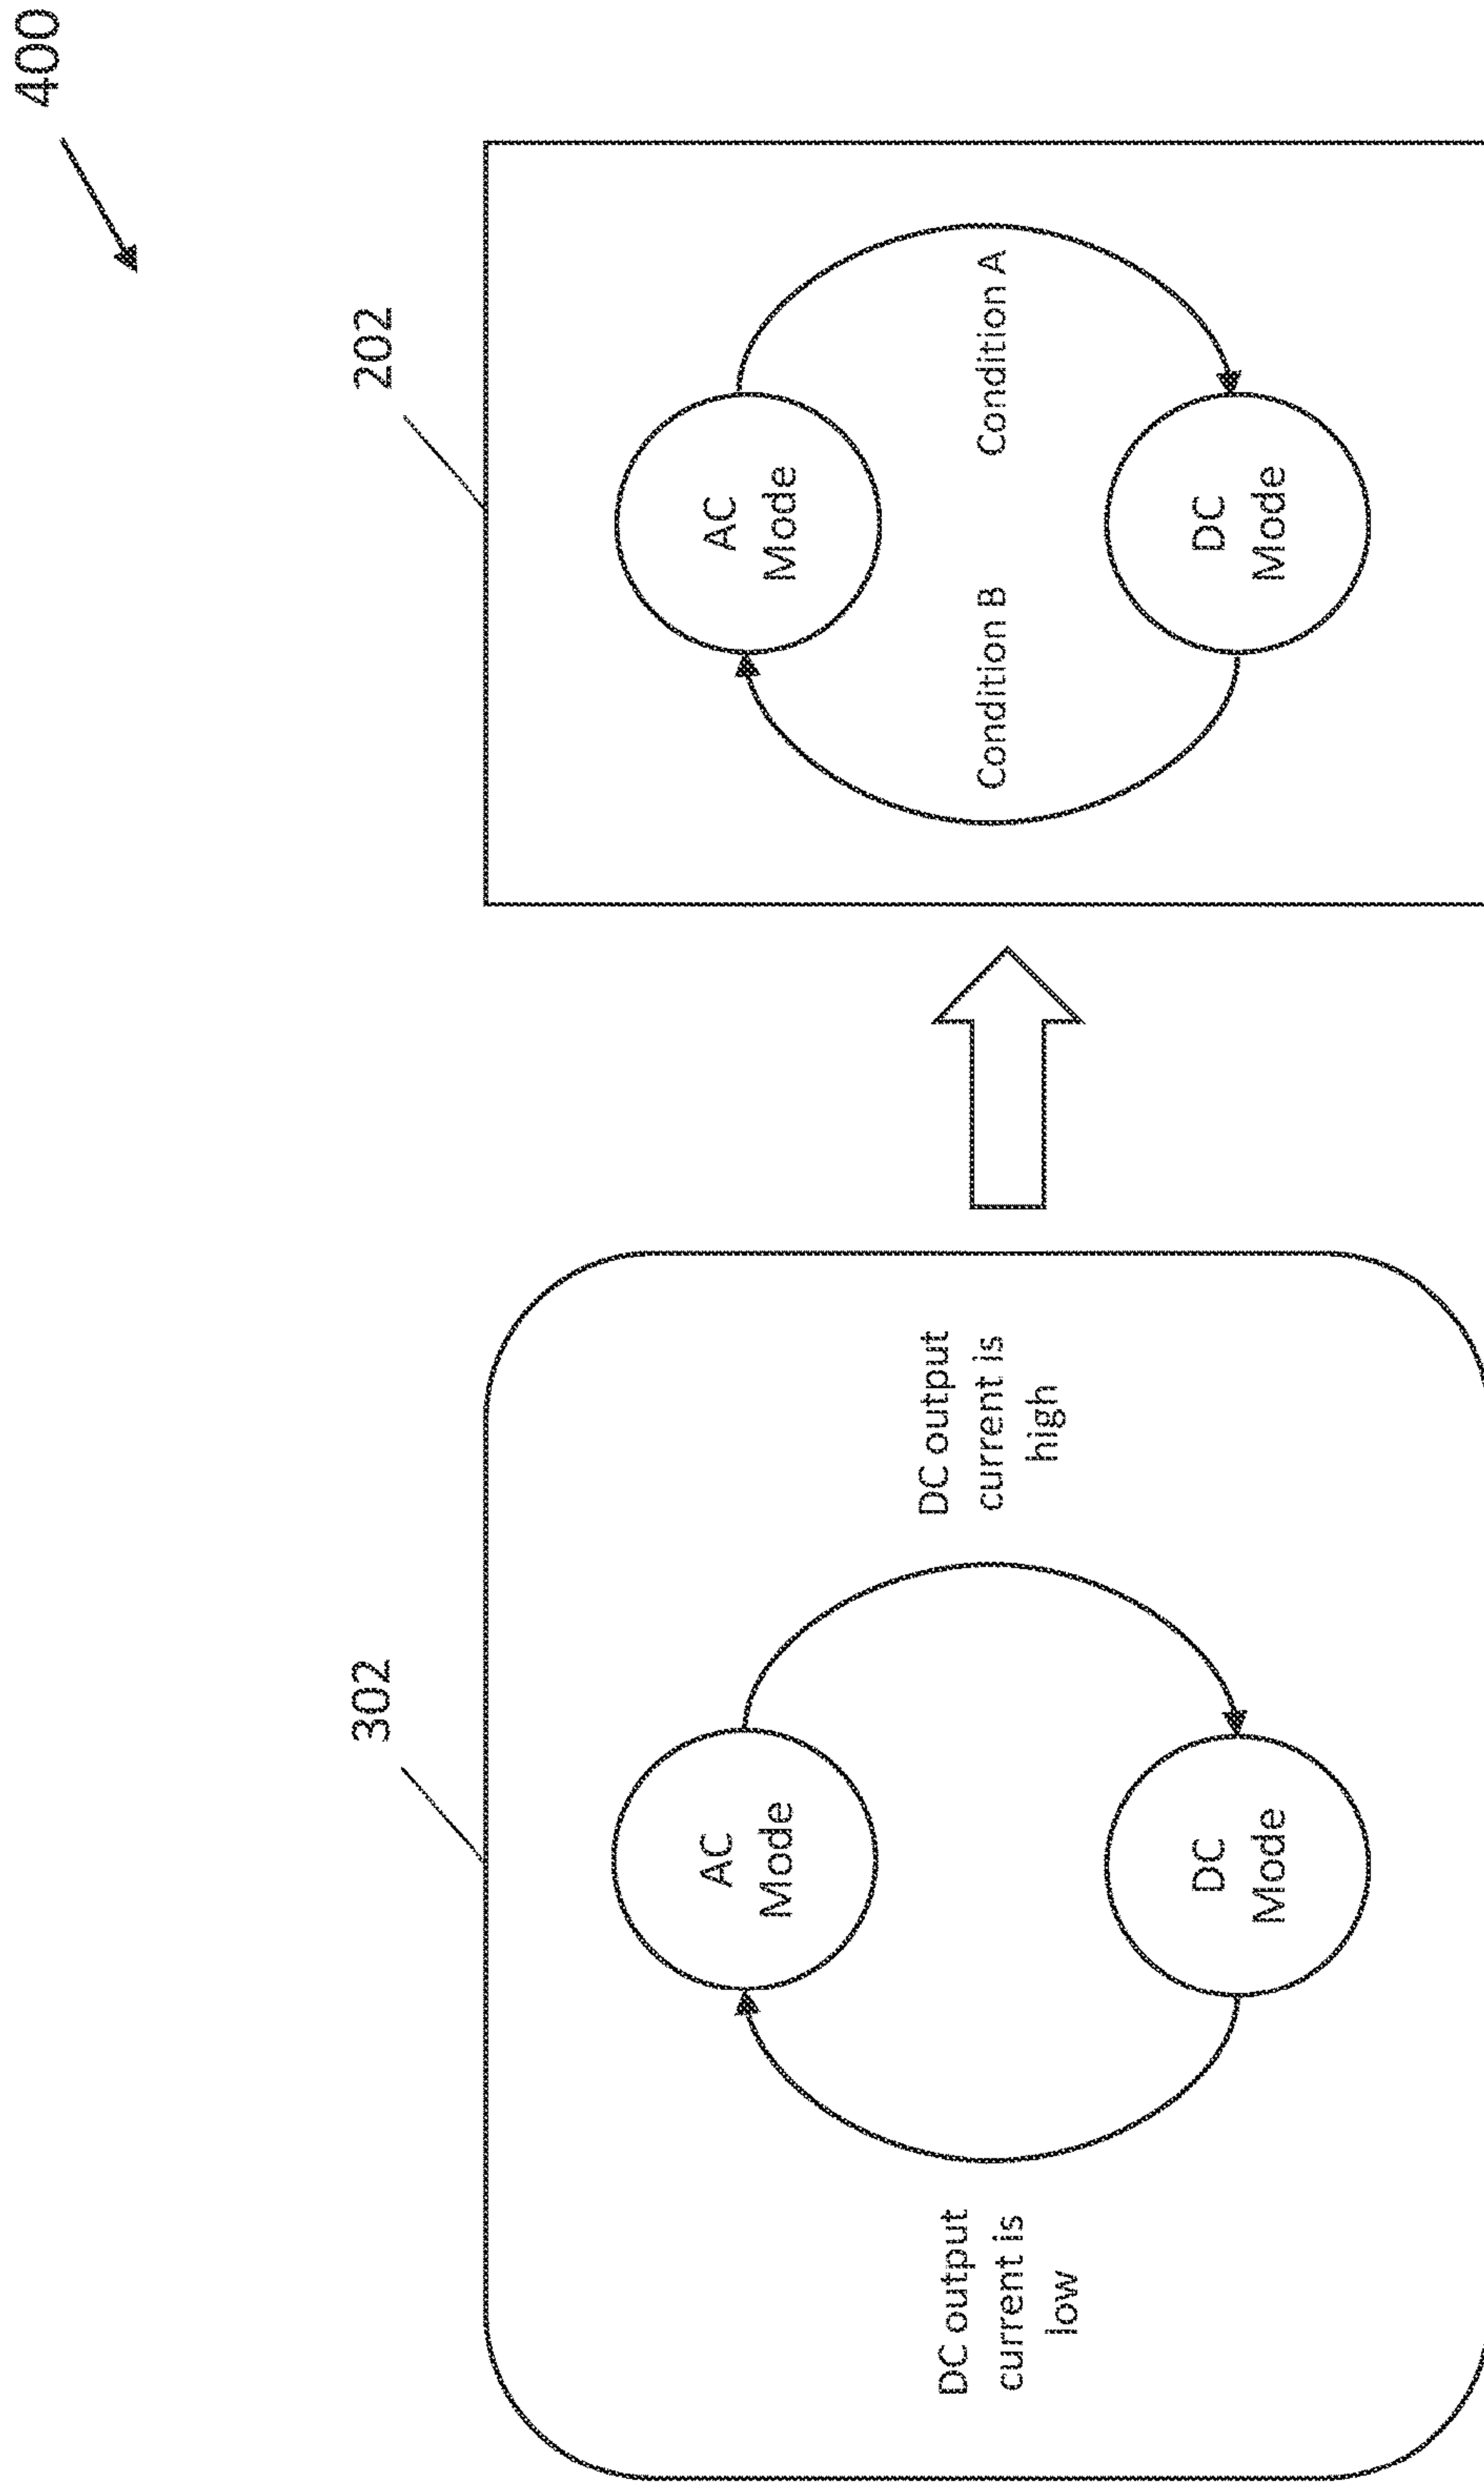 400
302
202
AC
Mode
DC output
current is
low
DC output
current is
high
DC
Mode
AC
Mode
Condition B
Condition A
DC
Mode